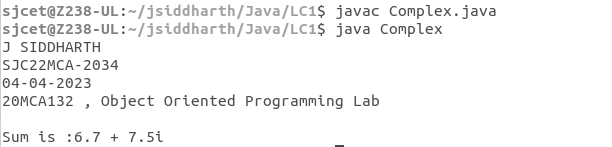 sjcet@Z238-UL:~/jsiddharth/Java/LC1$ javac Complex.java
sjcet@Z238-UL:~/jsiddharth/Java/LC1$ java Complex
J SIDDHARTH
SJC22MCA-2034
04-04-2023
20MCA132 , Object Oriented Programming Lab
Sum is :6.7 + 7.5i